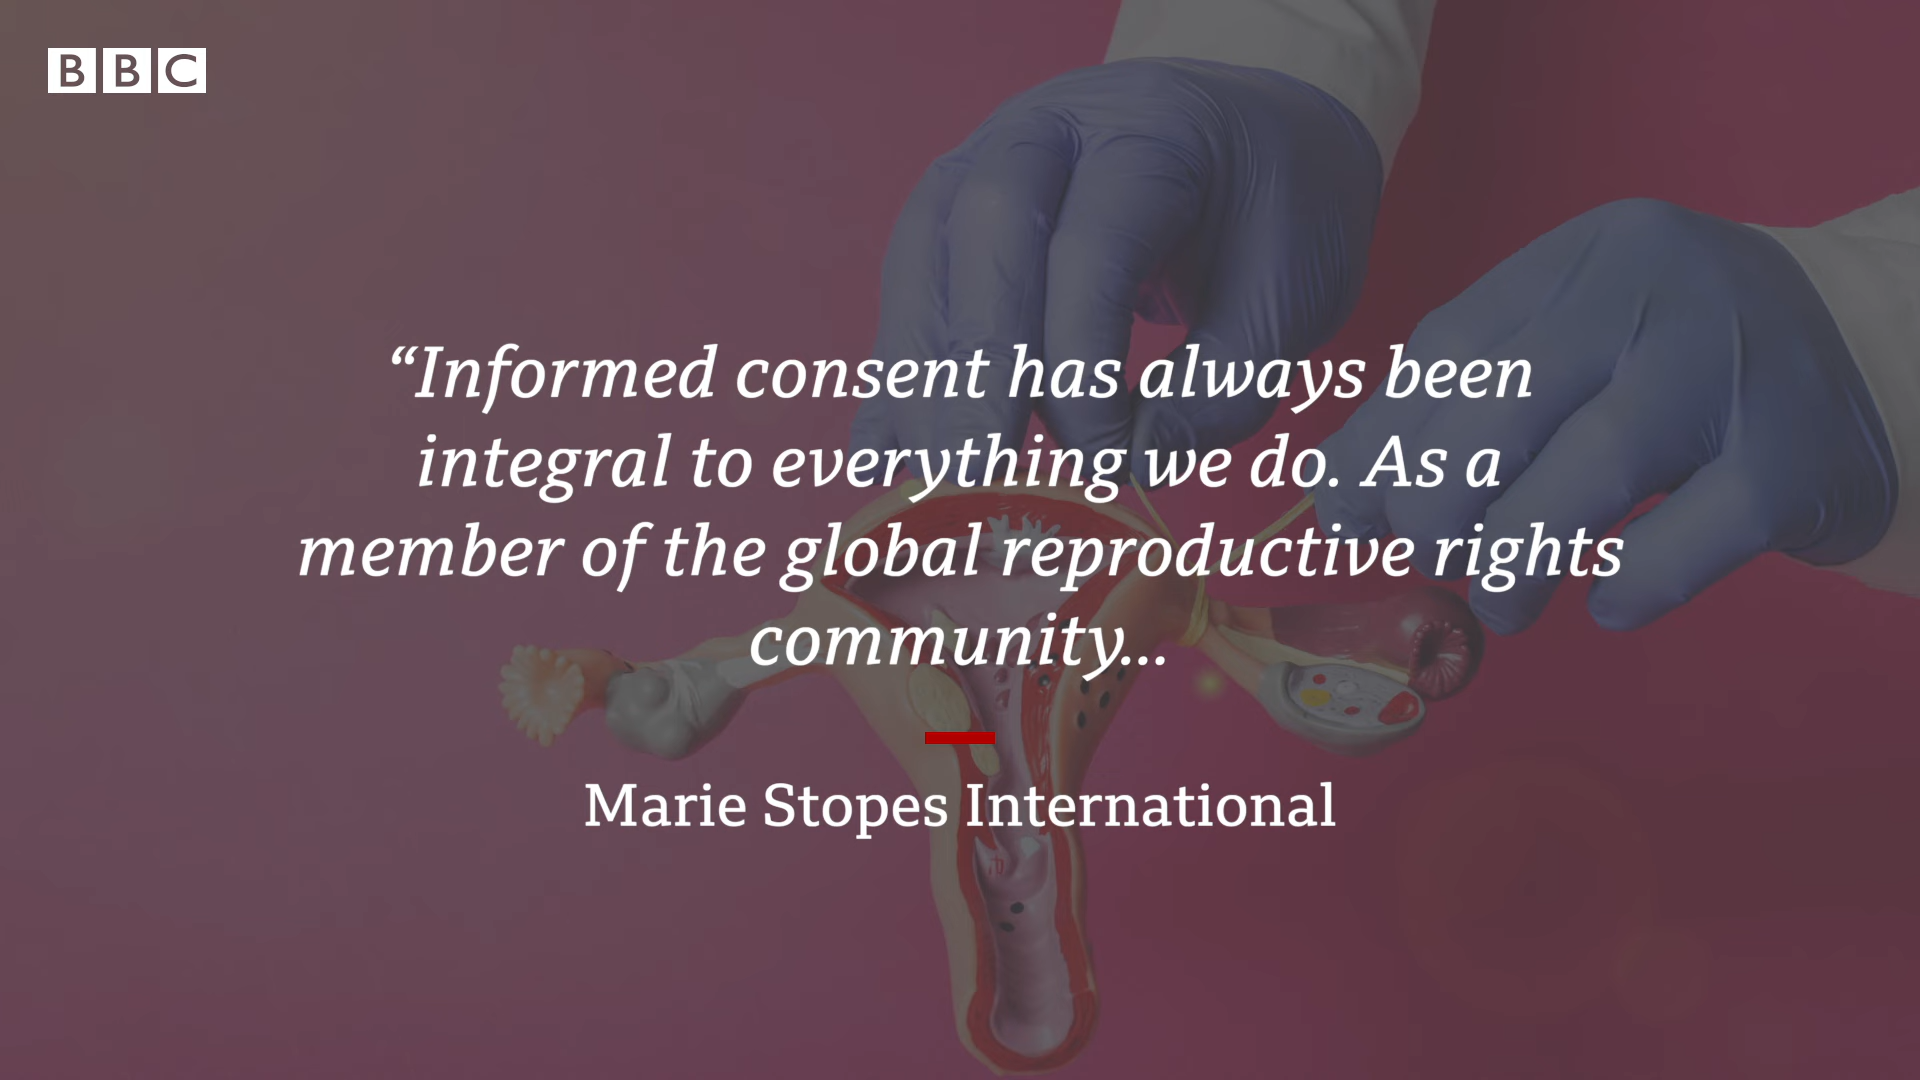 BBC
“Informed consent has always been
integral to everything we do. As a
member of the global reproductive rights
community...
Marie Stopes International